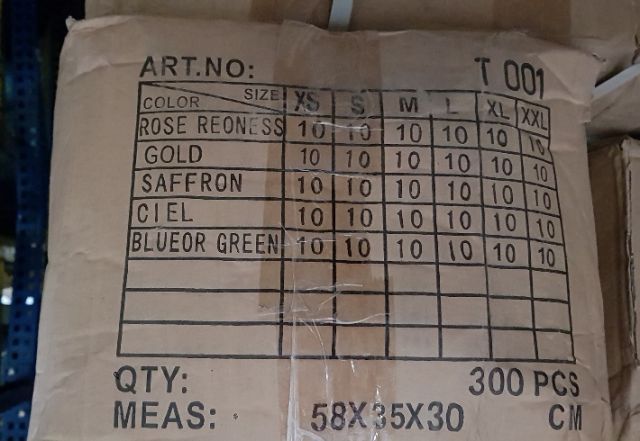 ART.NO: T 001
COLOR SIZE XS S M L XL XXL
ROSE REONESS 10 10 10 10 10 10
GOLD 10 10 10 10 10 10
SAFFRON 10 10 10 10 10 10
CIEL 10 10 10 10 10 10
BLUEOR GREEN 10 10 10 10 10 10
QTY: 300 PCS
MEAS: 58X35X30 CM